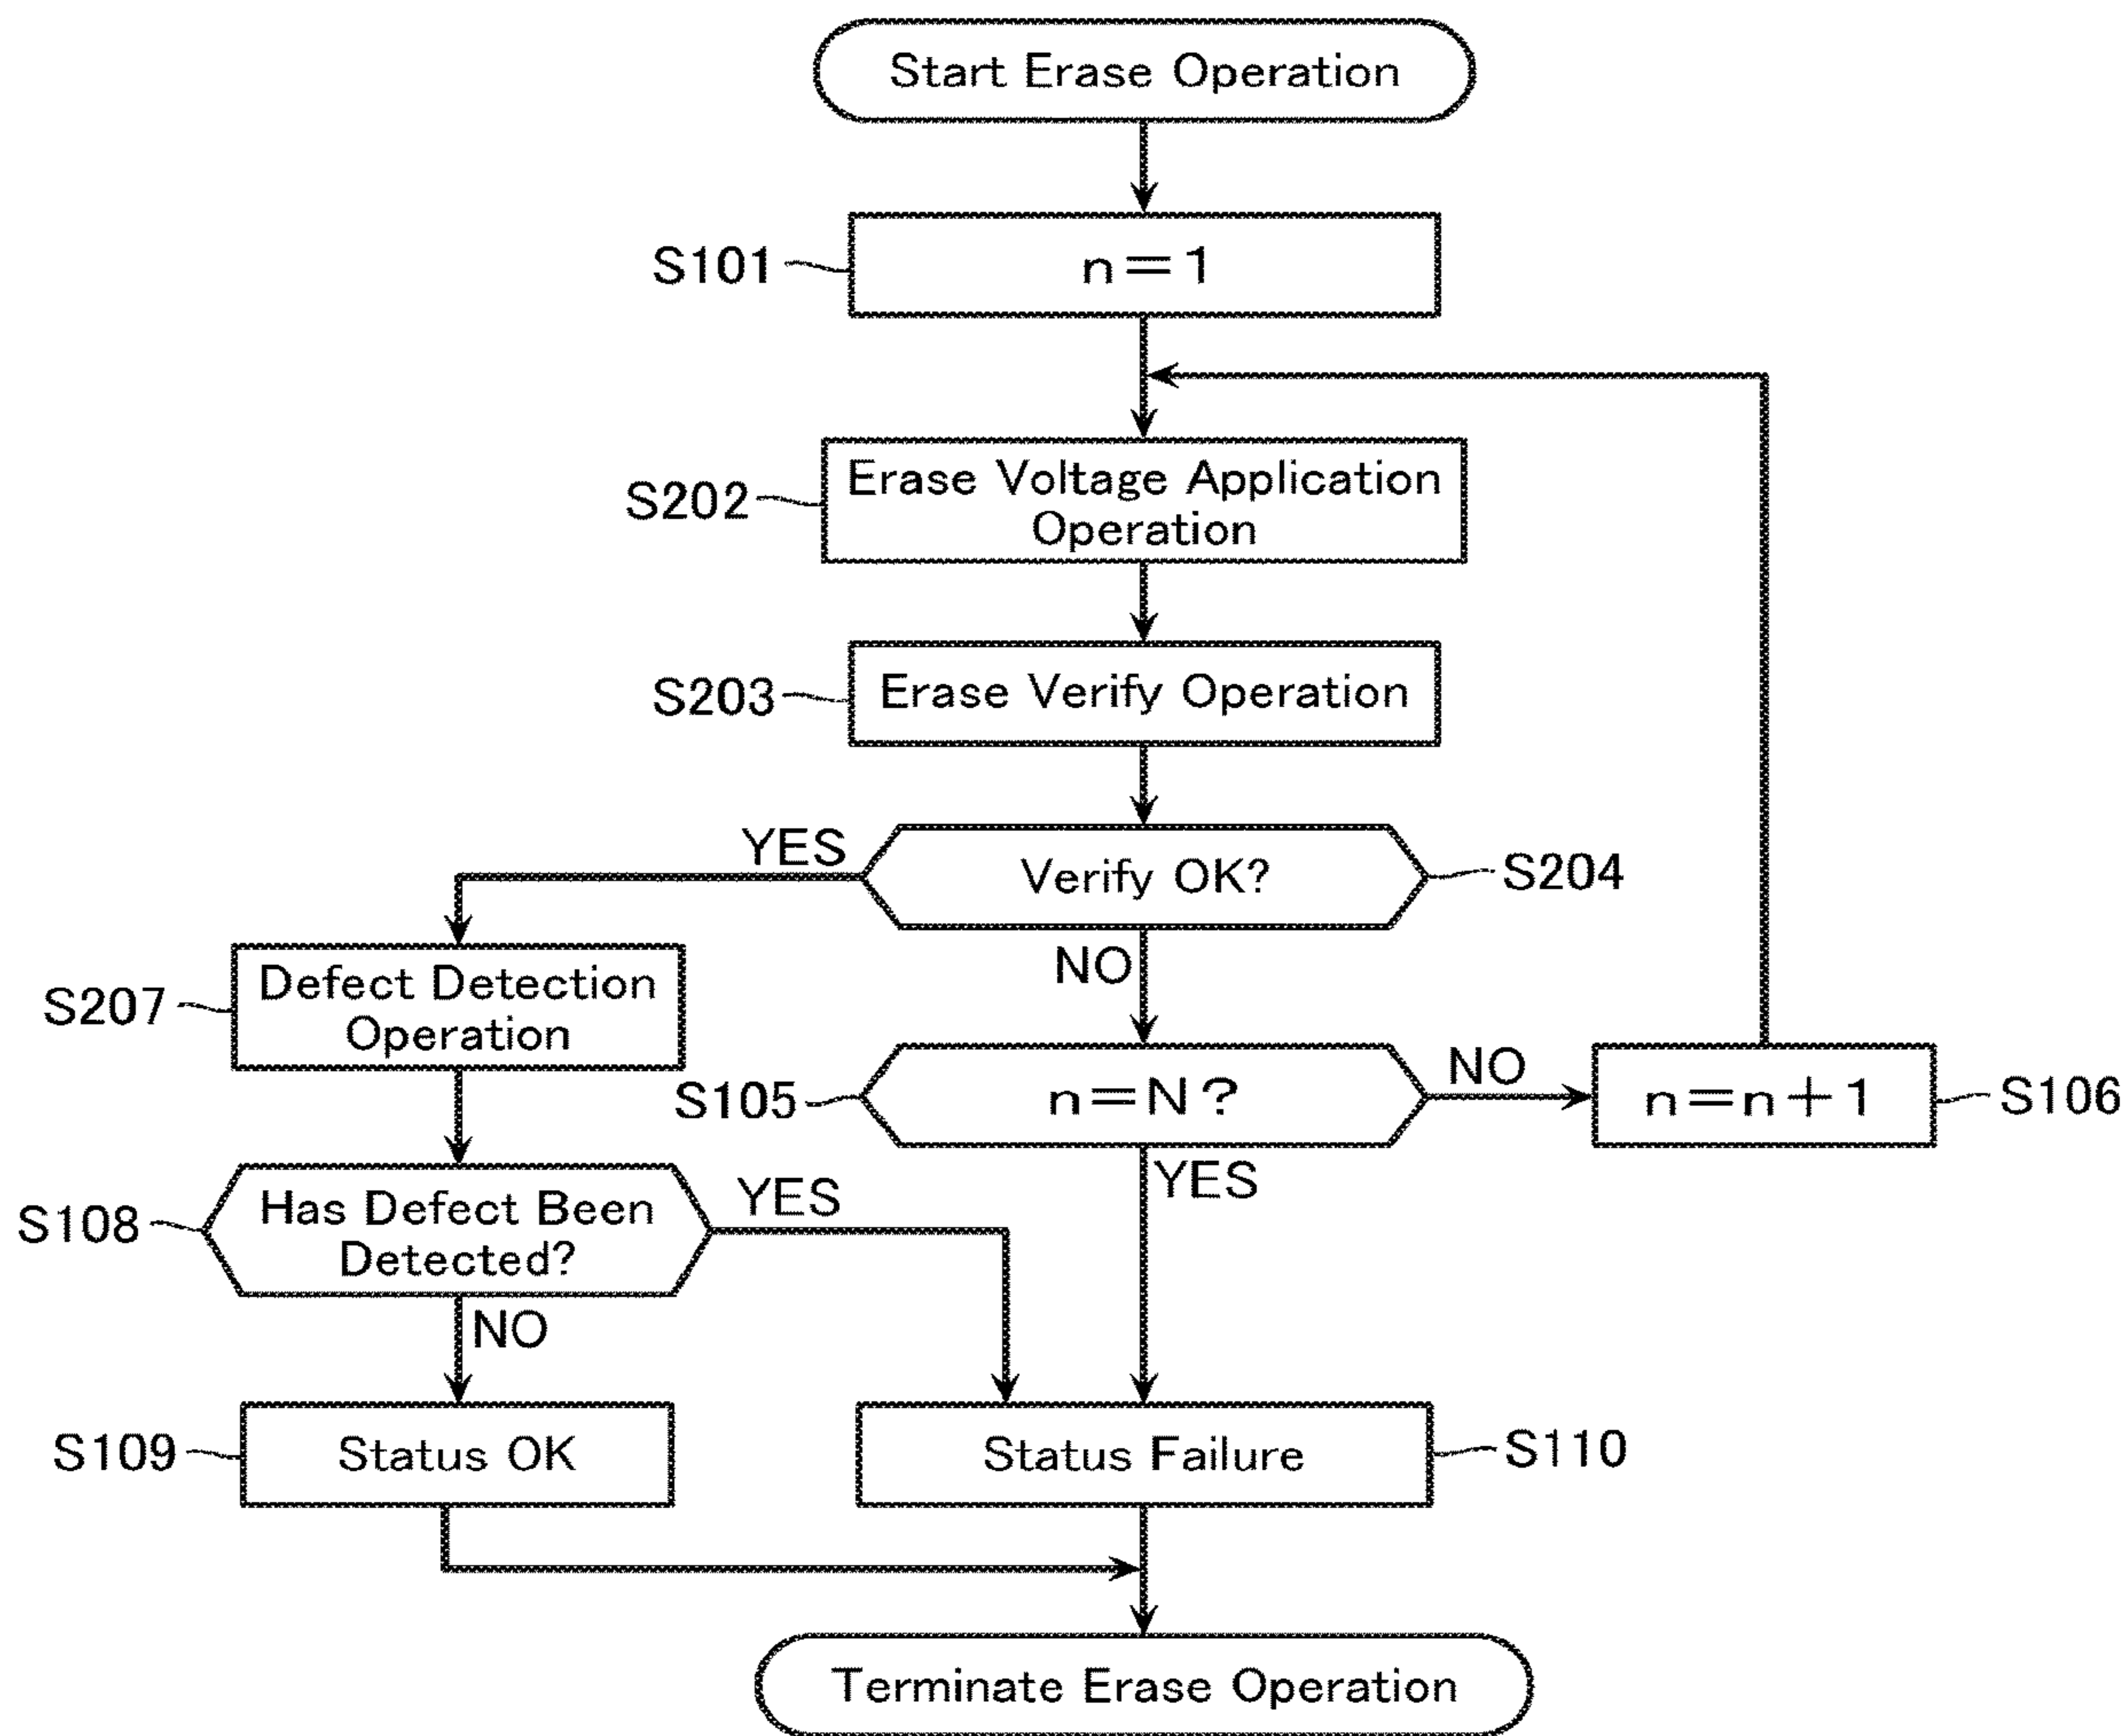 Start Erase Operation
S101
n=1
S202
Erase Voltage Application
Operation
S203
Erase Verify Operation
YES
Verify OK?
S204
NO
S207
Defect Detection
Operation
S105
n=N?
NO
n=n+1
S106
S108
Has Defect Been
Detected?
YES
YES
NO
S109
Status OK
Status Failure
S110
Terminate Erase Operation